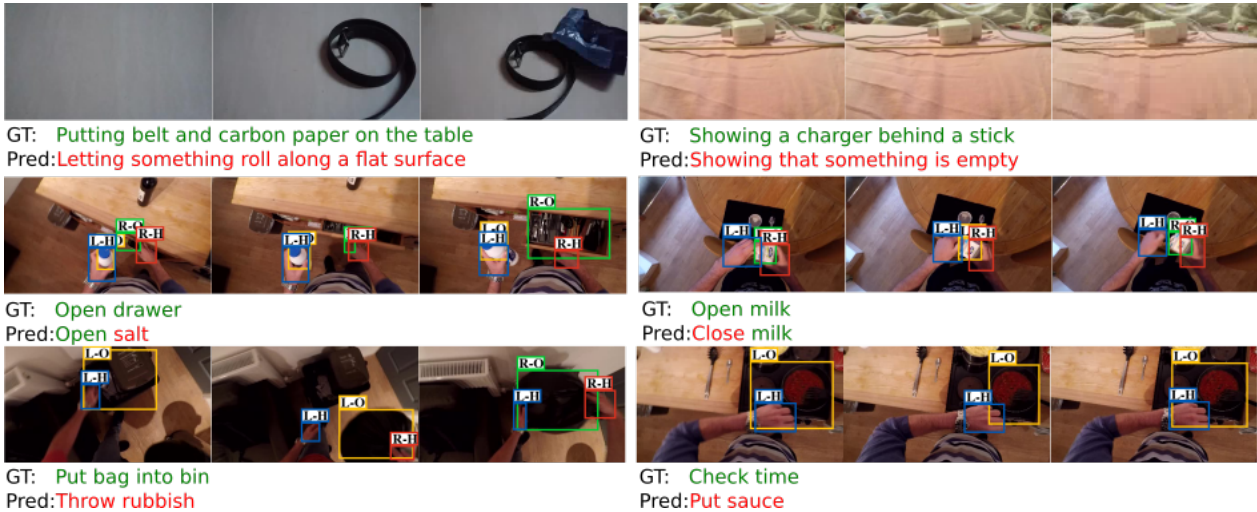 GT: Putting belt and carbon paper on the table
Pred:Letting something roll along a flat surface
GT: Showing a charger behind a stick
Pred:Showing that something is empty
R-O
L-H O R-H
L-O
L-H R-H
R-O
L-O
L-H
R-H
GT: Open drawer
Pred:Open salt
L-H R-H
L-H L R-H
L-H R
R-H
GT: Open milk
Pred:Close milk
L-O
L-H
L-H
L-O
R-H
R-O
L-H
R-H
GT: Put bag into bin
Pred:Throw rubbish
L-O
L-H
L-O
L-H
L-O
L-H
GT: Check time
Pred:Put sauce